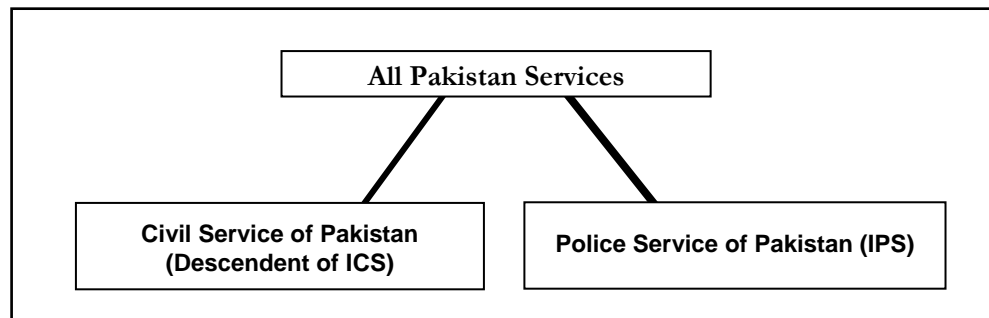 All Pakistan Services
Civil Service of Pakistan
(Descendent of ICS)
Police Service of Pakistan (IPS)